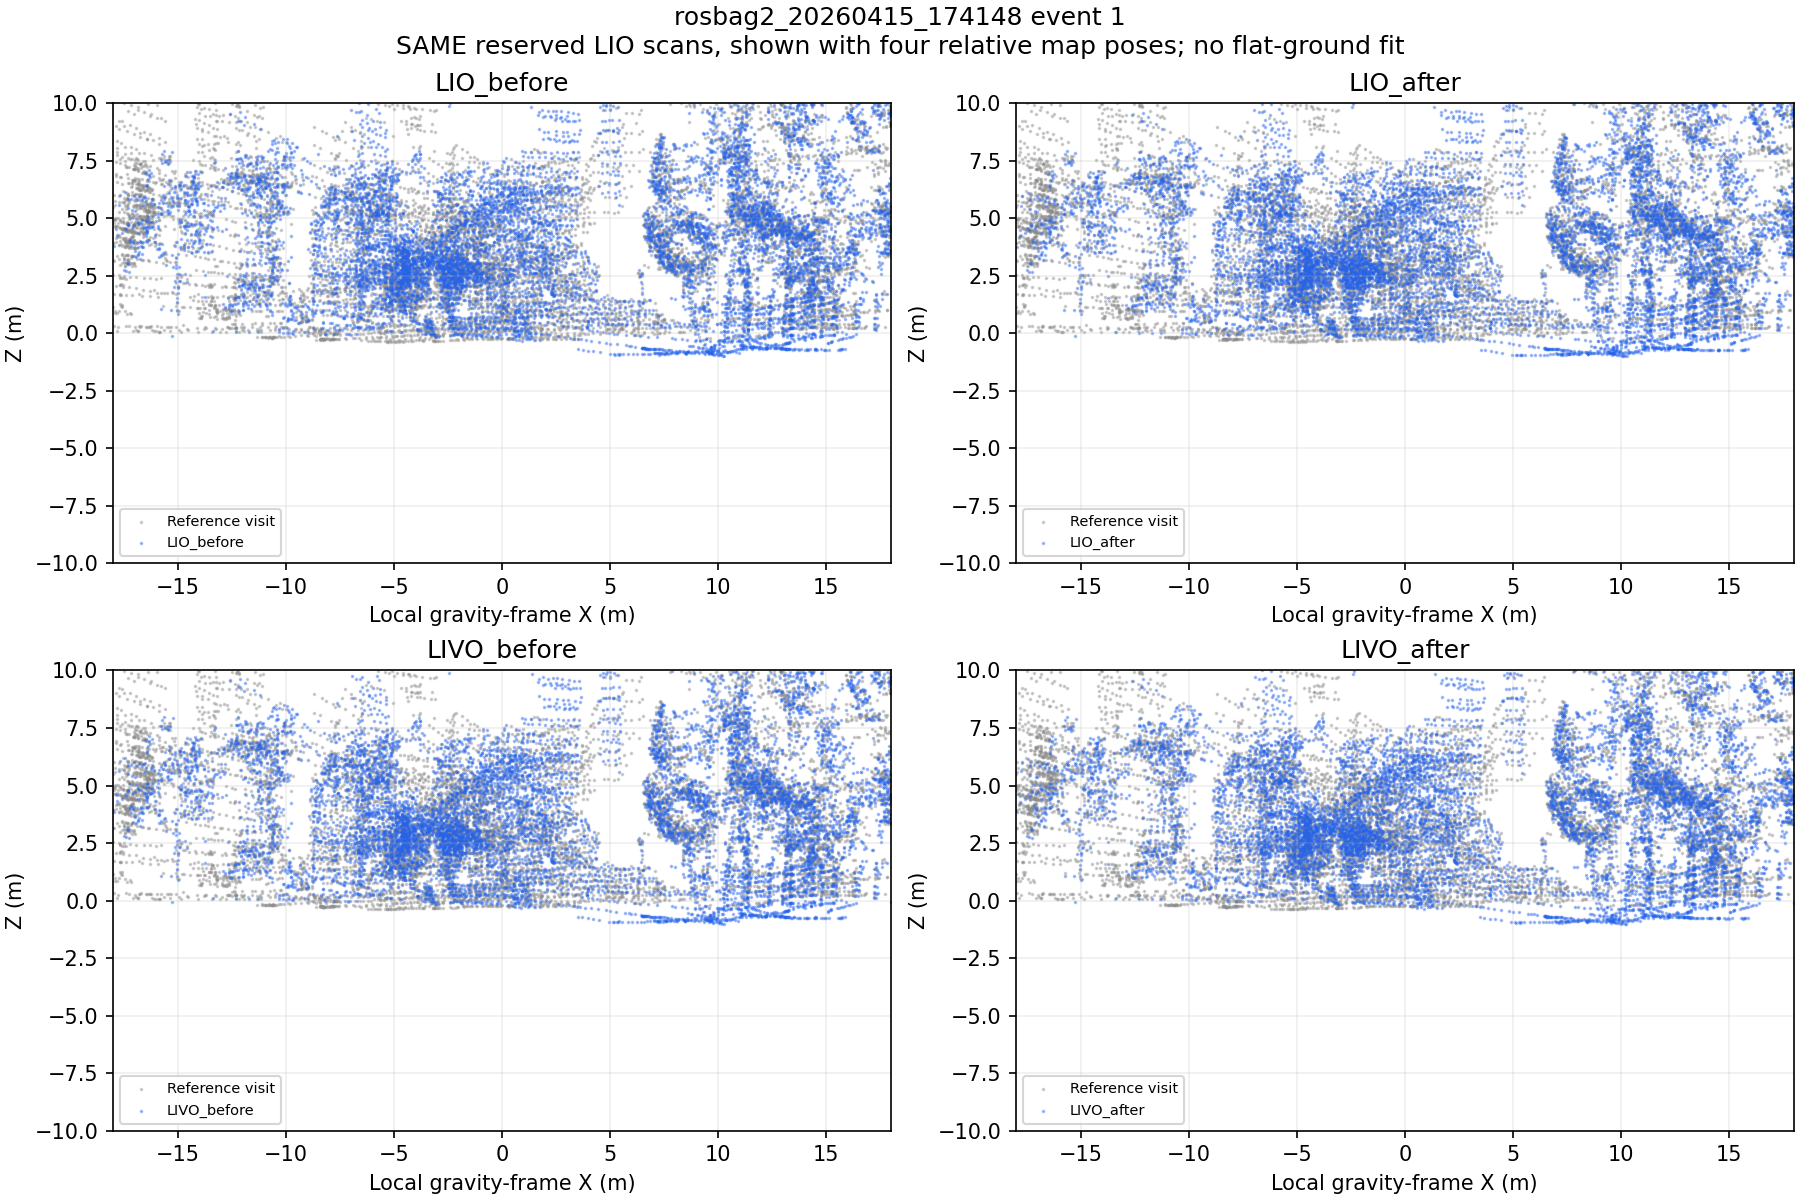 rosbag2_20260415_174148 event 1
SAME reserved LIO scans, shown with four relative map poses; no flat-ground fit
LIO_before
10.0
7.5
5.0
2.5
0.0
−2.5
−5.0
−7.5
−10.0
Z (m)
Reference visit
LIO_before
−15
−10
−5
0
5
10
15
Local gravity-frame X (m)
LIO_after
10.0
7.5
5.0
2.5
0.0
−2.5
−5.0
−7.5
−10.0
Z (m)
Reference visit
LIO_after
−15
−10
−5
0
5
10
15
Local gravity-frame X (m)
LIVO_before
10.0
7.5
5.0
2.5
0.0
−2.5
−5.0
−7.5
−10.0
Z (m)
Reference visit
LIVO_before
−15
−10
−5
0
5
10
15
Local gravity-frame X (m)
LIVO_after
10.0
7.5
5.0
2.5
0.0
−2.5
−5.0
−7.5
−10.0
Z (m)
Reference visit
LIVO_after
−15
−10
−5
0
5
10
15
Local gravity-frame X (m)